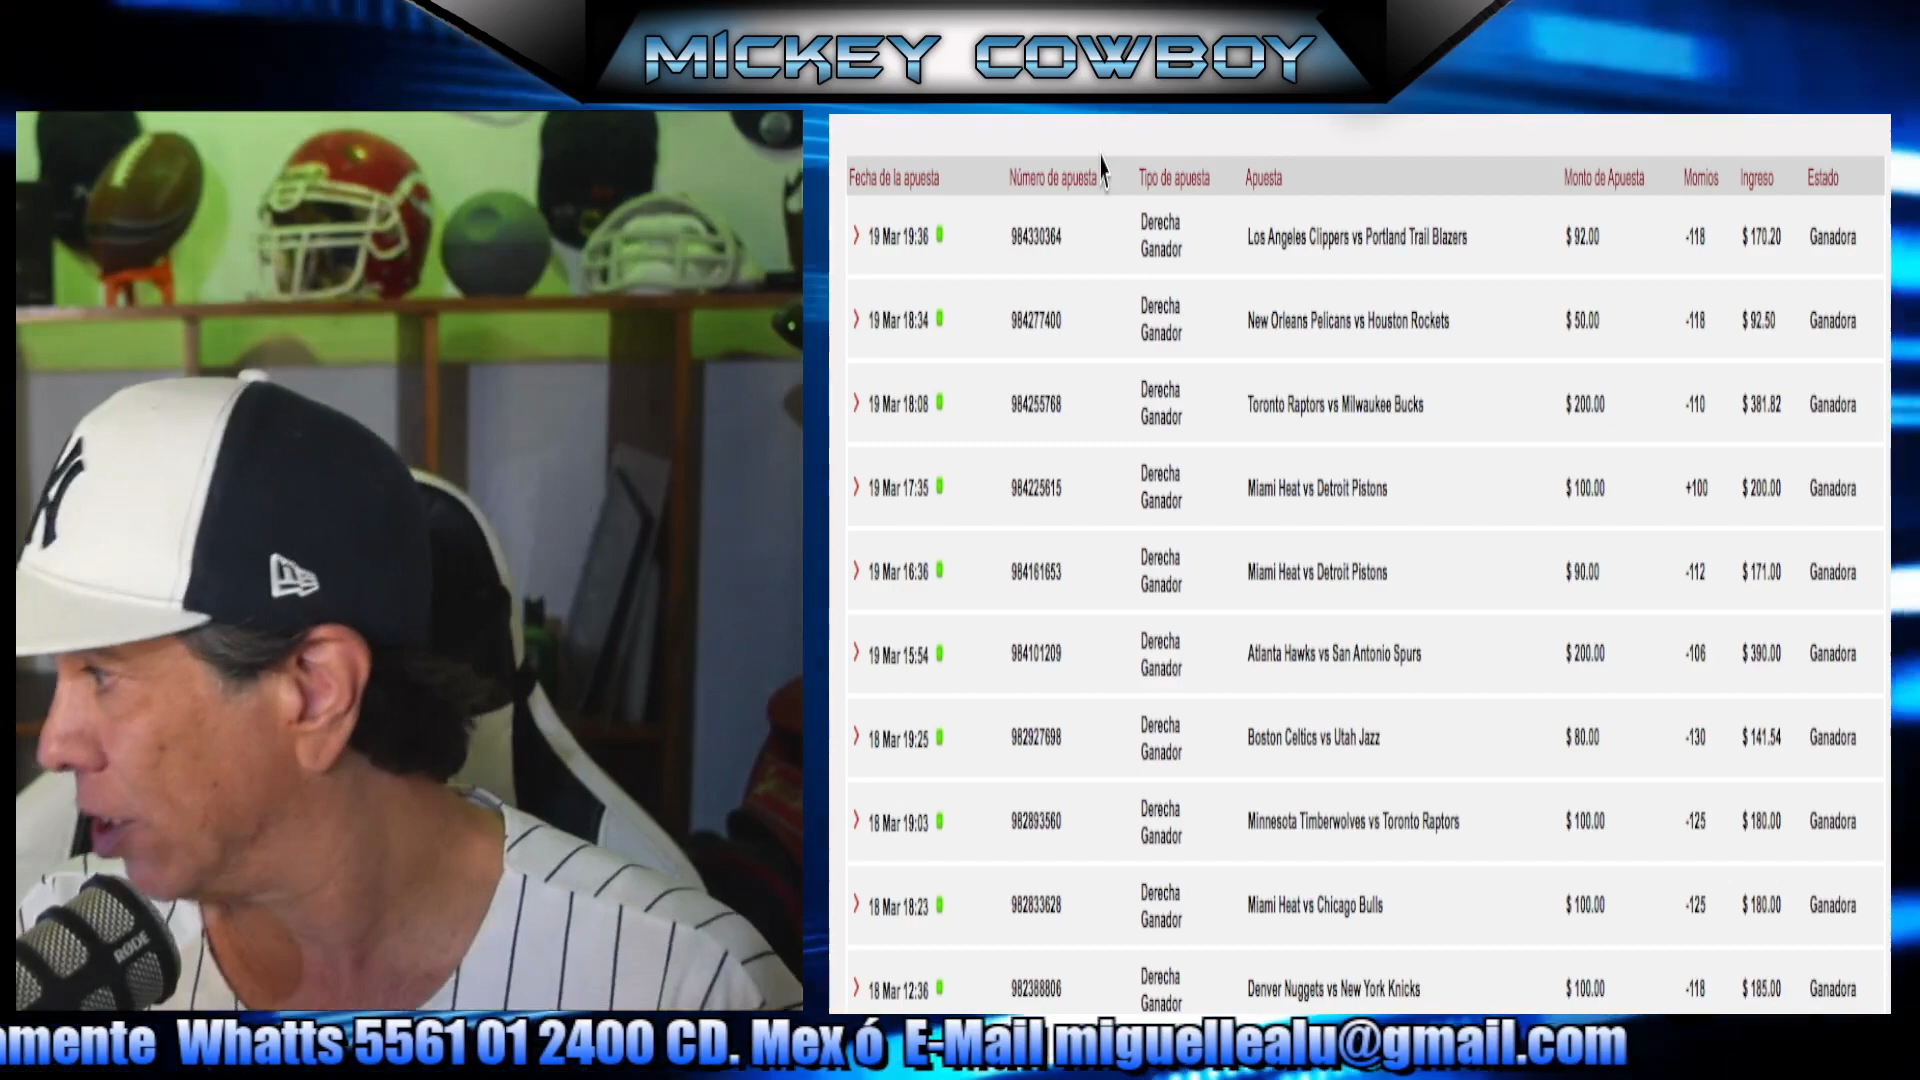 MICKEY COWBOY
Fecha de la apuesta Número de apuesta Tipo de apuesta Apuesta Monto de Apuesta Momios Ingreso Estado
19 Mar 19:36 984330364 Derecha Ganador Los Angeles Clippers vs Portland Trail Blazers $ 92.00 -118 $ 170.20 Ganadora
19 Mar 18:34 984277400 Derecha Ganador New Orleans Pelicans vs Houston Rockets $ 50.00 -118 $ 92.50 Ganadora
19 Mar 18:08 984255768 Derecha Ganador Toronto Raptors vs Milwaukee Bucks $ 200.00 -110 $ 381.82 Ganadora
19 Mar 17:35 984225615 Derecha Ganador Miami Heat vs Detroit Pistons $ 100.00 +100 $ 200.00 Ganadora
19 Mar 16:36 984161653 Derecha Ganador Miami Heat vs Detroit Pistons $ 90.00 -112 $ 171.00 Ganadora
19 Mar 15:54 984101209 Derecha Ganador Atlanta Hawks vs San Antonio Spurs $ 200.00 -106 $ 390.00 Ganadora
18 Mar 19:25 982927698 Derecha Ganador Boston Celtics vs Utah Jazz $ 80.00 -130 $ 141.54 Ganadora
18 Mar 19:03 982893560 Derecha Ganador Minnesota Timberwolves vs Toronto Raptors $ 100.00 -125 $ 180.00 Ganadora
18 Mar 18:23 982833628 Derecha Ganador Miami Heat vs Chicago Bulls $ 100.00 -125 $ 180.00 Ganadora
18 Mar 12:36 982388806 Derecha Ganador Denver Nuggets vs New York Knicks $ 100.00 -118 $ 185.00 Ganadora
RØDE
amente Whatts 5561 01 2400 CD. Mex ó E-Mail miguellealu@gmail.com